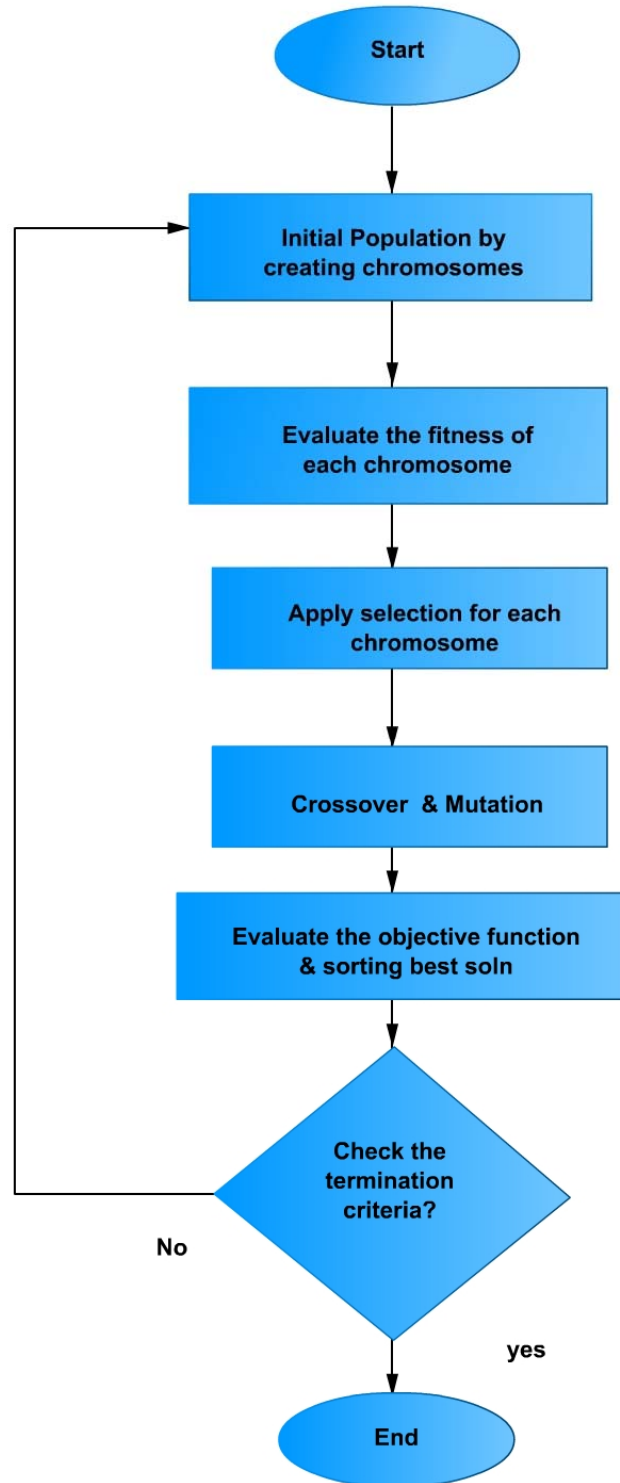 Start
Initial Population by
creating chromosomes
Evaluate the fitness of
each chromosome
Apply selection for each
chromosome
Crossover & Mutation
Evaluate the objective function
& sorting best soln
Check the
termination
criteria?
No
yes
End